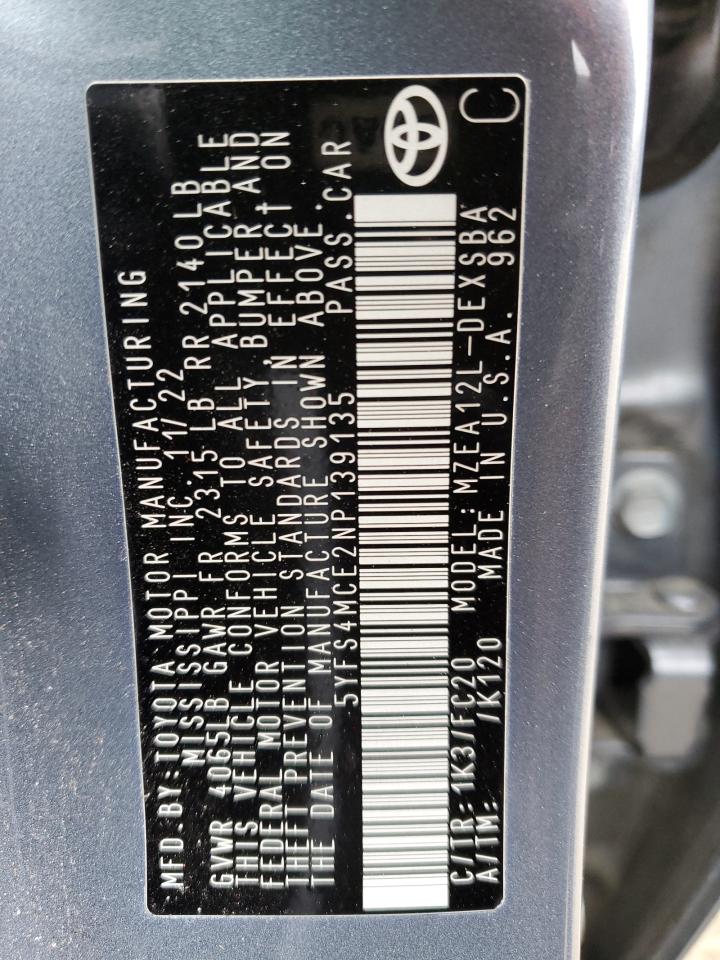 MFD.BY:TOYOTA MOTOR MANUFACTURING
MISSISSIPPI INC. 11/22
GVWR 4065LB GAWR FR 2315 LB RR 2140LB
THIS VEHICLE CONFORMS TO ALL APPLICABLE
FEDERAL MOTOR VEHICLE SAFETY, BUMPER AND
THEFT PREVENTION STANDARDS IN EFFECT ON
THE DATE OF MANUFACTURE SHOWN ABOVE.
5YFS4MCE2NP139135 PASS.CAR
C/TR: 1K3/FC20 MODEL: MZEA12L-DEXSBA
A/TM: /K120 MADE IN U.S.A. 962
C